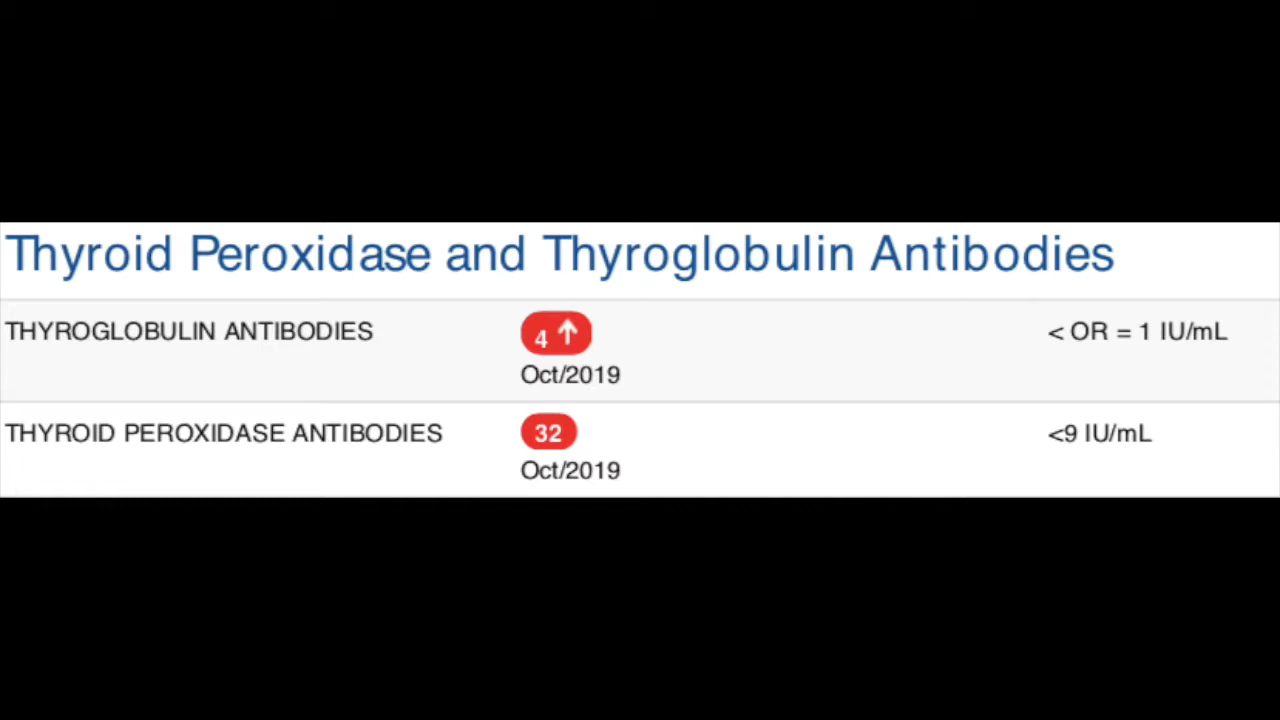 Thyroid Peroxidase and Thyroglobulin Antibodies
THYROGLOBULIN ANTIBODIES 4 ↑ < OR = 1 IU/mL
Oct/2019
THYROID PEROXIDASE ANTIBODIES 32 <9 IU/mL
Oct/2019